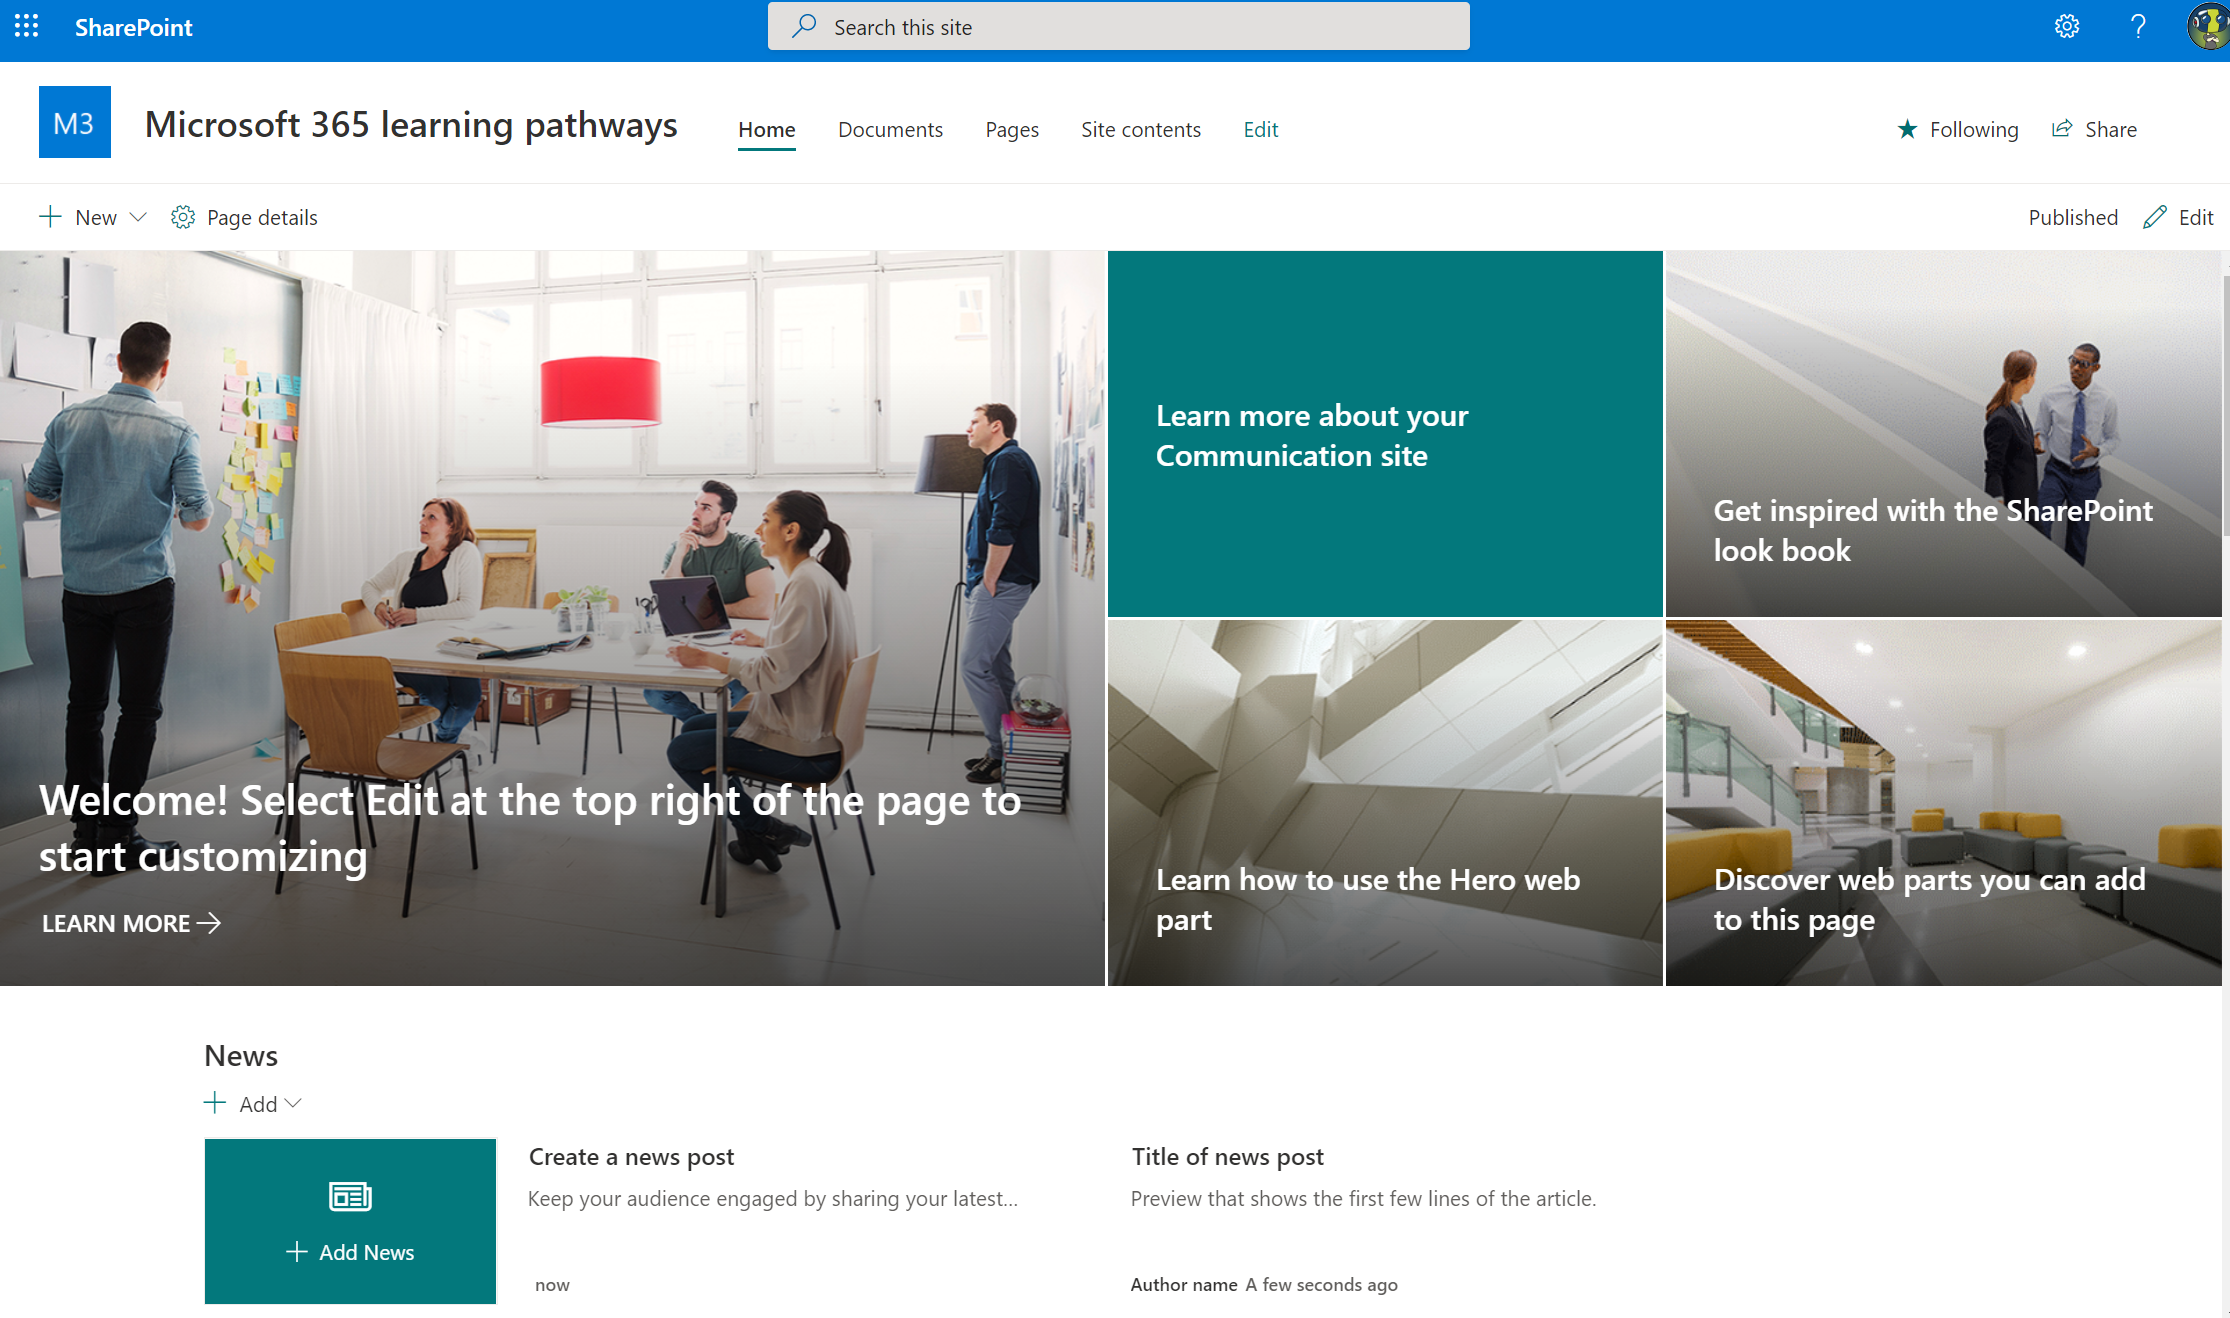 SharePoint
Search this site
?
M3
Microsoft 365 learning pathways
Home
Documents
Pages
Site contents
Edit
Following
Share
New
Page details
Published
Edit
Welcome! Select Edit at the top right of the page to
start customizing
LEARN MORE
Learn more about your
Communication site
Get inspired with the SharePoint
look book
Learn how to use the Hero web
part
Discover web parts you can add
to this page
News
Add
Add News
Create a news post
Keep your audience engaged by sharing your latest...
now
Title of news post
Preview that shows the first few lines of the article.
Author name A few seconds ago